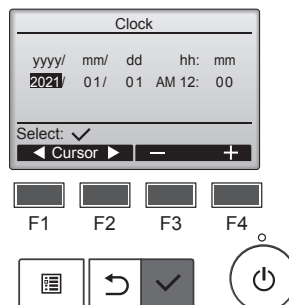 Clock
yyyy/ mm/ dd hh: mm
2021/ 01/ 01 AM 12: 00
Select: ✓
◀ Cursor ▶ — +
F1 F2 F3 F4